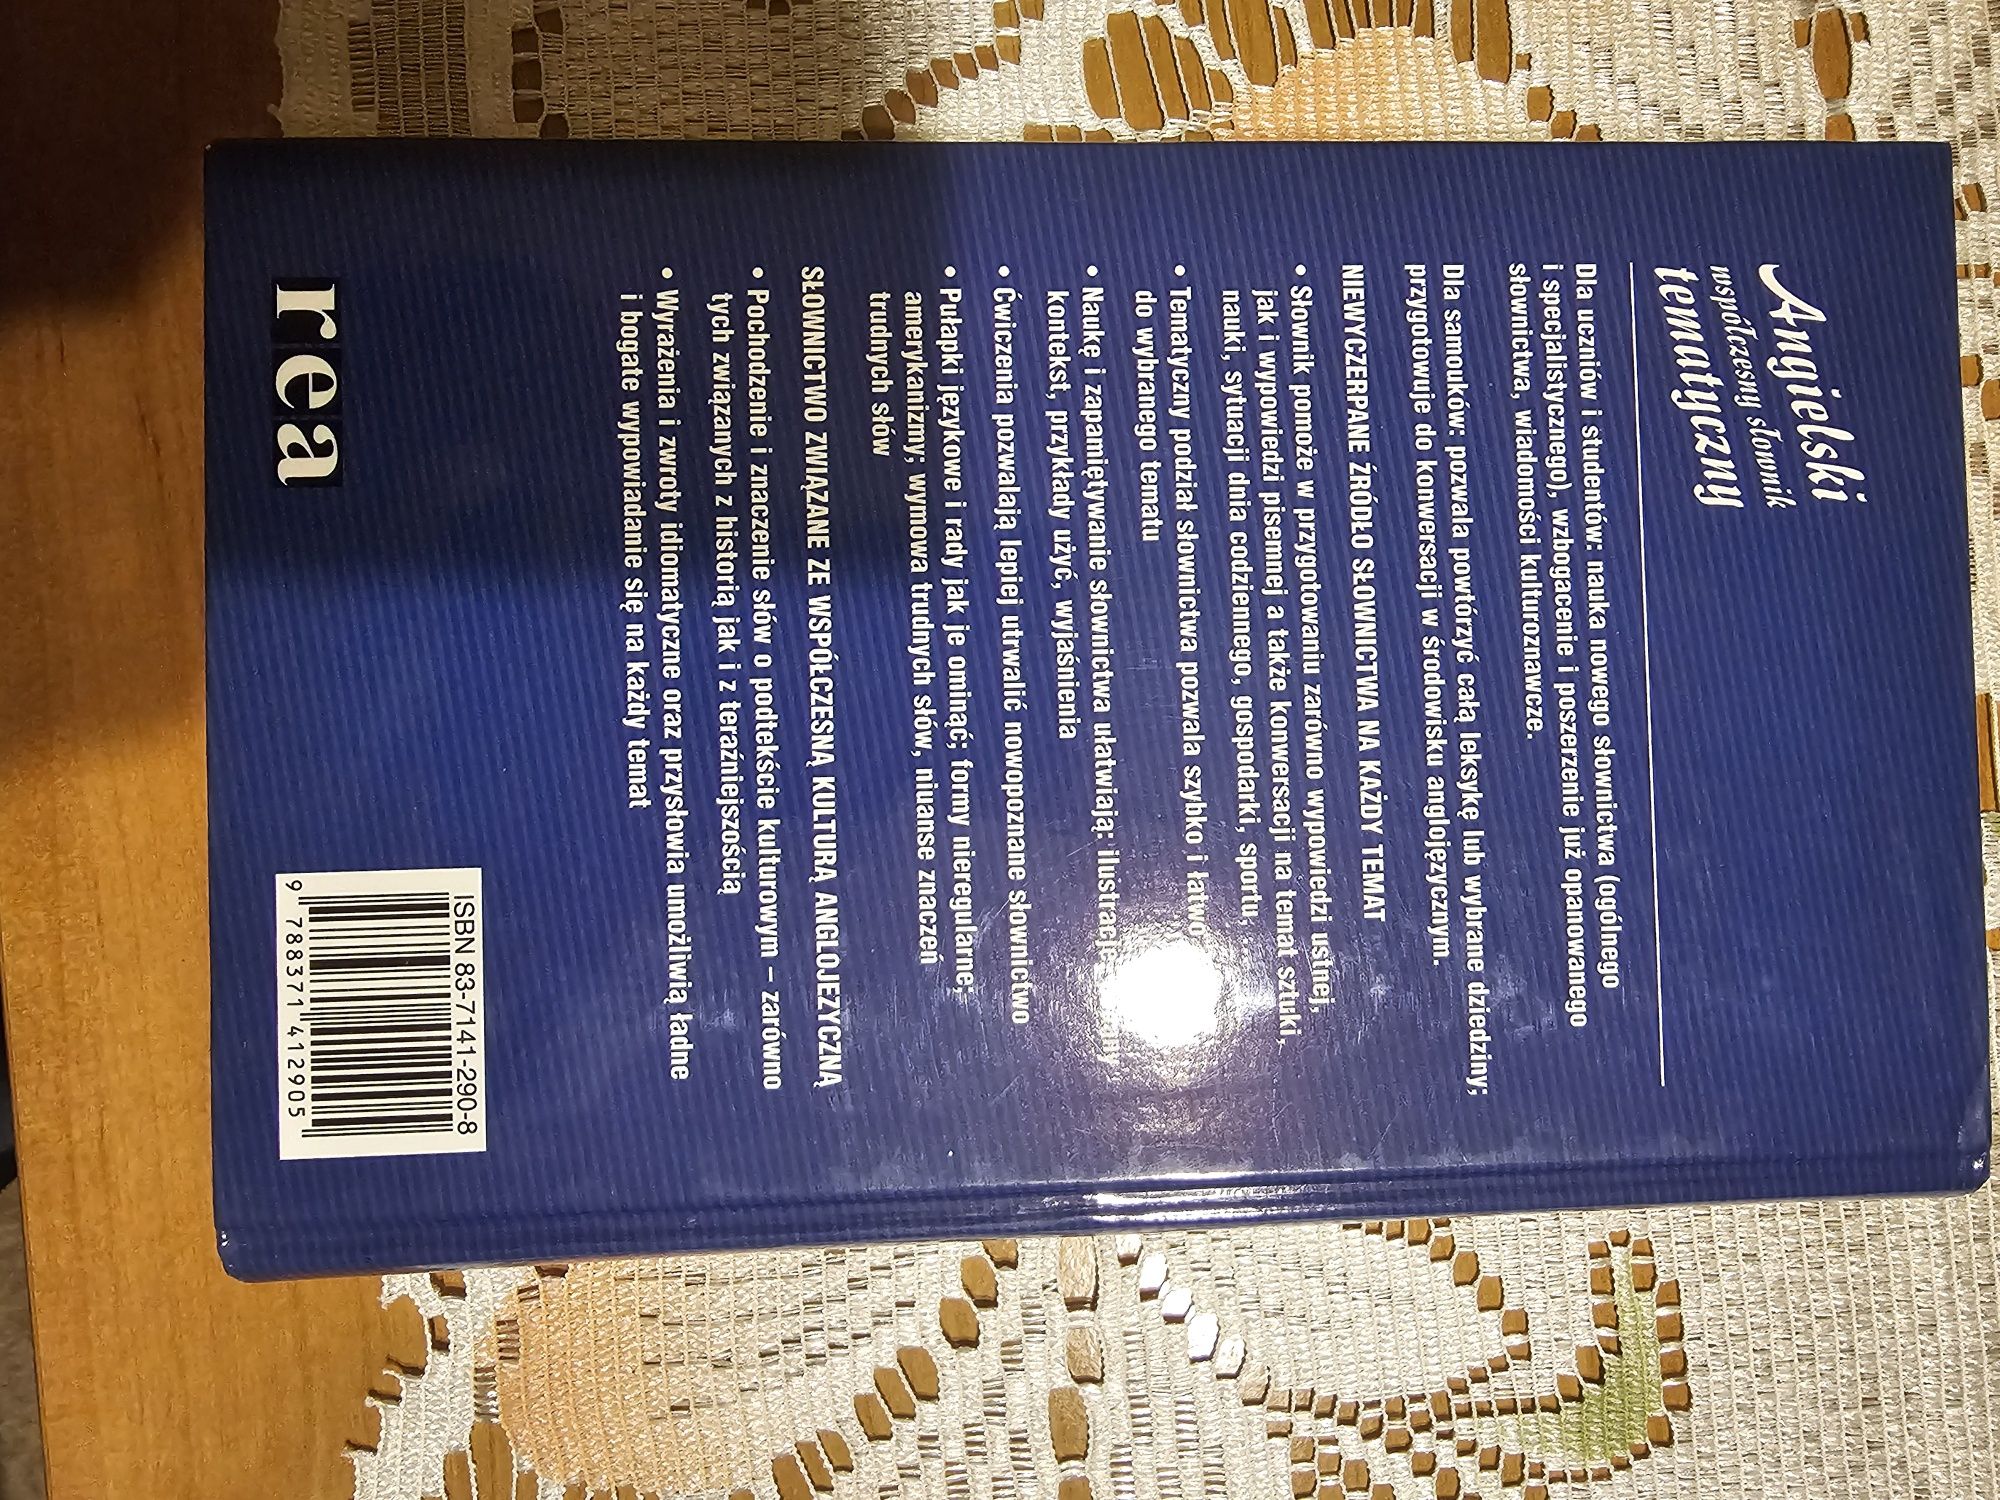 Angielski
współczesny słownik
tematyczny
Dla uczniów i studentów: nauka nowego słownictwa (ogólnego
i specjalistycznego), wzbogacenie i poszerzenie już opanowanego
słownictwa, wiadomości kulturoznawcze.
Dla samouków: pozwala powtórzyć całą leksykę lub wybrane dziedziny;
przygotowuje do konwersacji w środowisku anglojęzycznym.
NIEWYCZERPANE ŹRÓDŁO SŁOWNICTWA NA KAŻDY TEMAT
• Słownik pomoże w przygotowaniu zarówno wypowiedzi ustnej,
jak i wypowiedzi pisemnej a także konwersacji na temat sztuki,
nauki, sytuacji dnia codziennego, gospodarki, sportu
• Tematyczny podział słownictwa pozwala szybko i łatwo
do wybranego tematu
• Naukę i zapamiętywanie słownictwa ułatwiają: ilustracje
kontekst, przykłady użyć, wyjaśnienia
• Ćwiczenia pozwalają lepiej utrwalić nowopoznane słownictwo
• Pułapki językowe i rady jak je ominąć; formy nieregularne;
amerykanizmy; wymowa trudnych słów, niuanse znaczeń
trudnych słów
SŁOWNICTWO ZWIĄZANE ZE WSPÓŁCZESNĄ KULTURĄ ANGLOJĘZYCZNĄ
• Pochodzenie i znaczenie słów o podtekście kulturowym – zarówno
tych związanych z historią jak i z teraźniejszością
• Wyrażenia i zwroty idiomatyczne oraz przysłowia umożliwią ładne
i bogate wypowiadanie się na każdy temat
rea
ISBN 83-7141-290-8
9 788371 412905